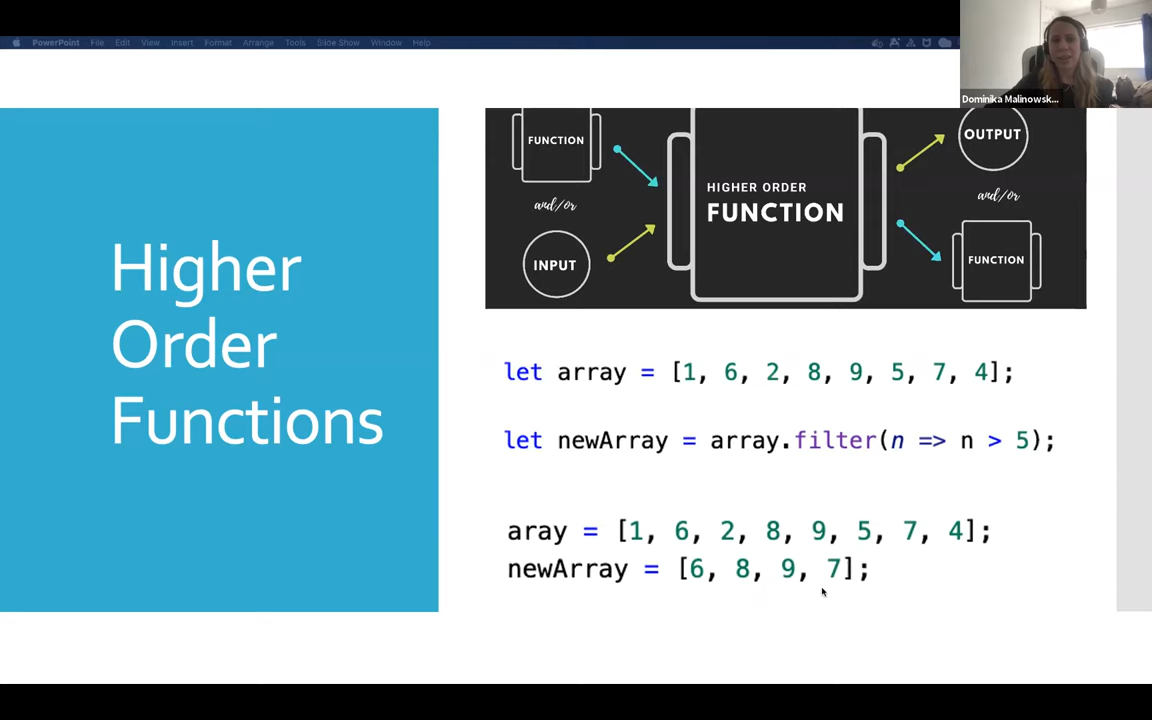 PowerPoint File Edit View Insert Format Arrange Tools Slide Show Window Help
Dominika Malinowsk...
Higher
Order
Functions
FUNCTION
and/or
INPUT
HIGHER ORDER
FUNCTION
OUTPUT
and/or
FUNCTION
let array = [1, 6, 2, 8, 9, 5, 7, 4];
let newArray = array.filter(n => n > 5);
aray = [1, 6, 2, 8, 9, 5, 7, 4];
newArray = [6, 8, 9, 7];